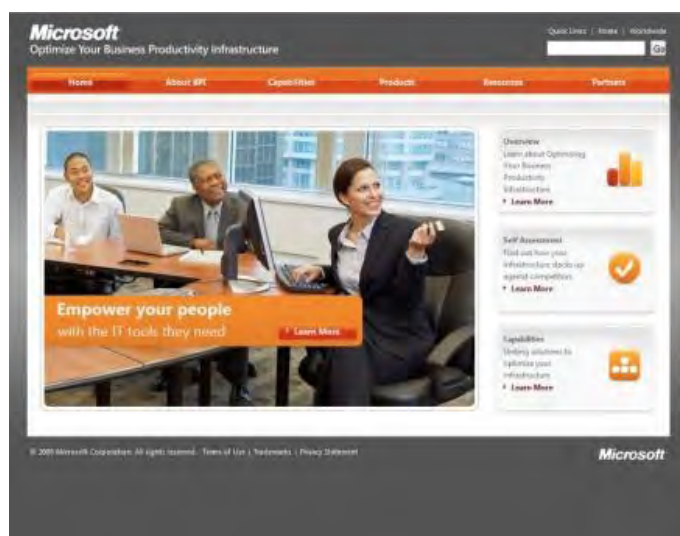 Microsoft
Optimize Your Business Productivity Infrastructure
Quick Links | Home | Worldwide
Go
Home
About BPI
Capabilities
Products
Resources
Partners
Overview
Learn about Optimizing
Your Business
Productivity
Infrastructure
Learn More
Self Assessment
Find out how your
infrastructure stacks up
against competitors
Learn More
Empower your people
with the IT tools they need
Learn More
Capabilities
solutions to
optimize your
infrastructure
Learn More
© 2009 Microsoft Corporation. All rights reserved. Terms of Use | Trademarks | Privacy Statement
Microsoft